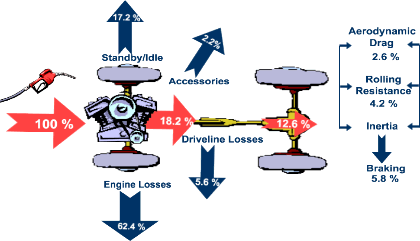 17.2 %
Standby/Idle
2.2%
Accessories
Aerodynamic
Drag
2.6 %
Rolling
Resistance
4.2 %
100 %
18.2 %
12.6 %
Inertia
Driveline Losses
5.6 %
Braking
5.8 %
Engine Losses
62.4 %